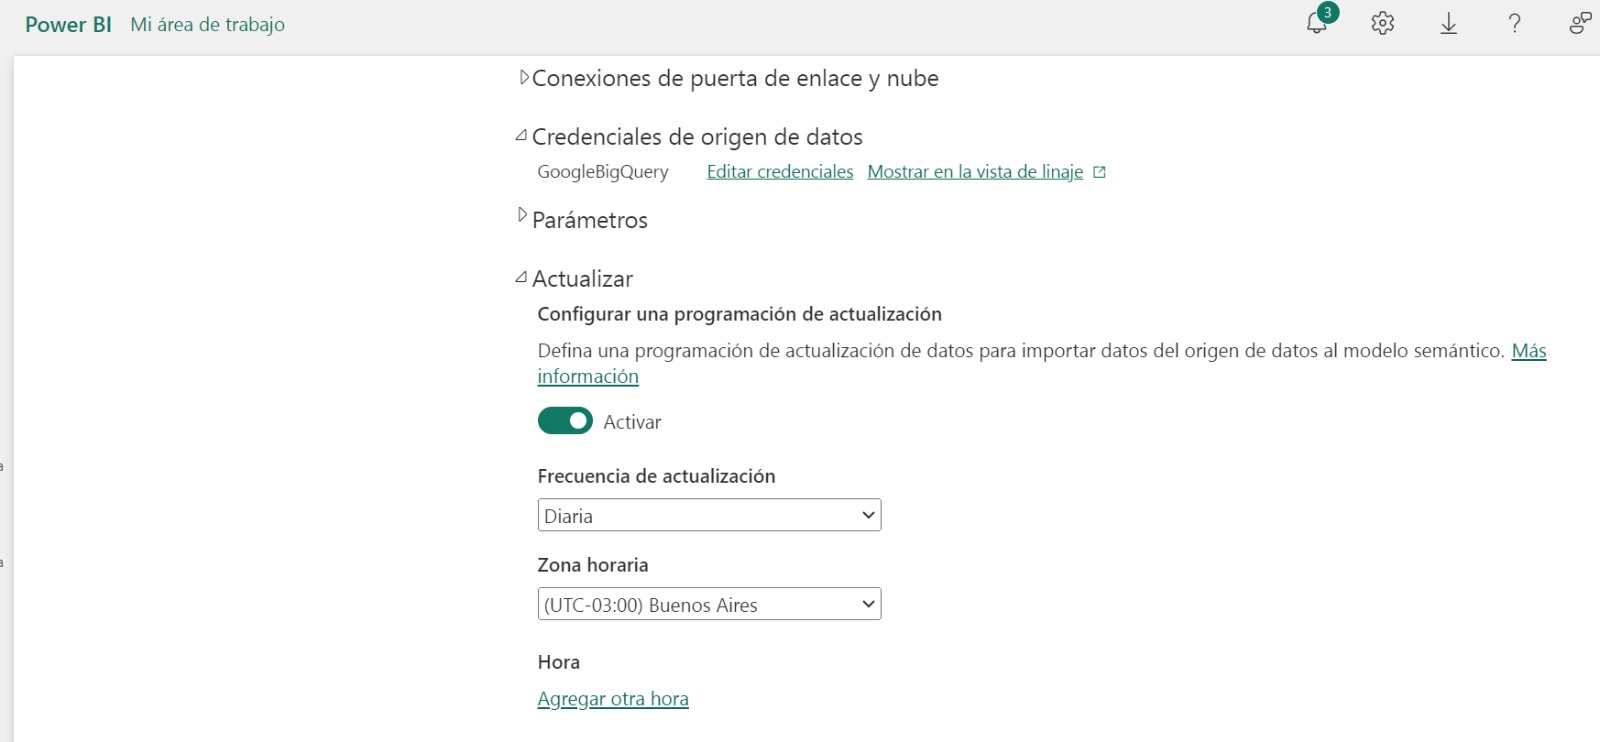 Power BI Mi área de trabajo
3
Conexiones de puerta de enlace y nube
Credenciales de origen de datos
GoogleBigQuery Editar credenciales Mostrar en la vista de linaje
Parámetros
Actualizar
Configurar una programación de actualización
Defina una programación de actualización de datos para importar datos del origen de datos al modelo semántico. Más
información
Activar
Frecuencia de actualización
Diaria
Zona horaria
(UTC-03:00) Buenos Aires
Hora
Agregar otra hora